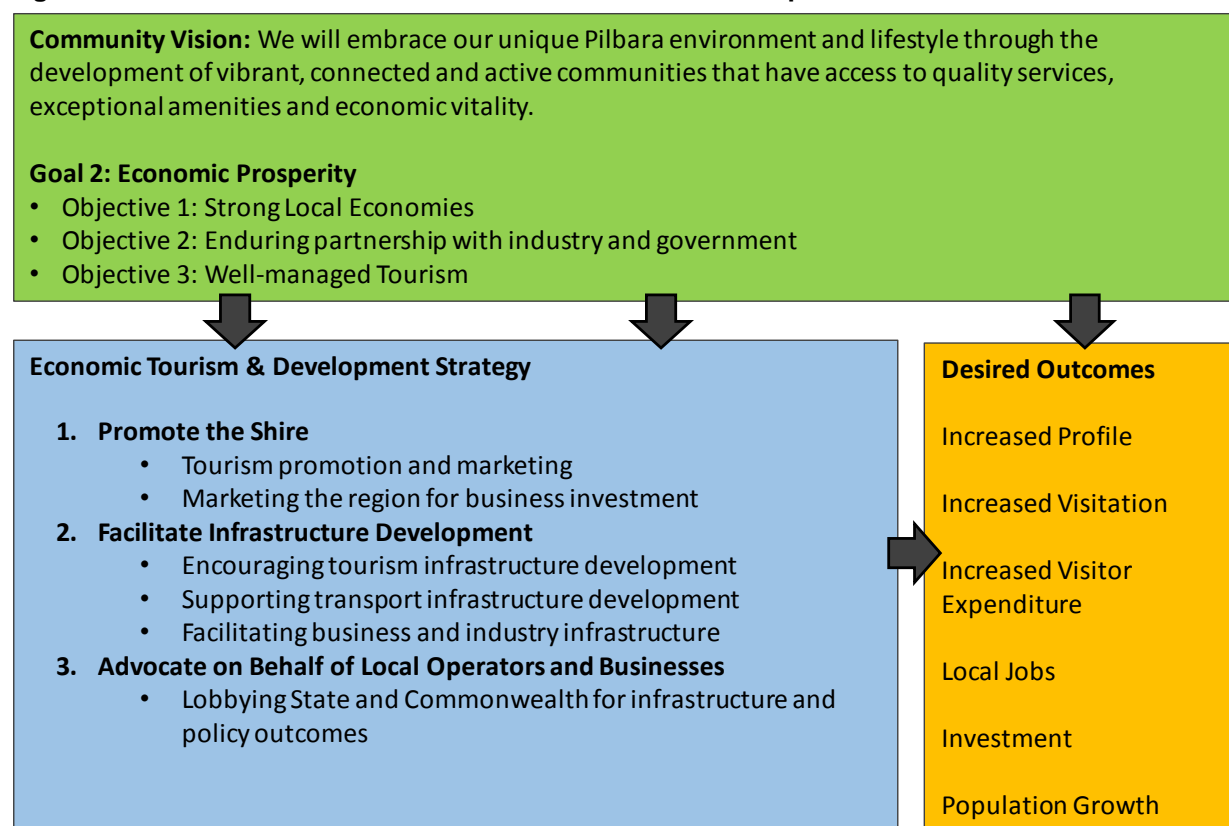 Community Vision: We will embrace our unique Pilbara environment and lifestyle through the
development of vibrant, connected and active communities that have access to quality services,
exceptional amenities and economic vitality.
Goal 2: Economic Prosperity
• Objective 1: Strong Local Economies
• Objective 2: Enduring partnership with industry and government
• Objective 3: Well-managed Tourism
Economic Tourism & Development Strategy
1. Promote the Shire
• Tourism promotion and marketing
• Marketing the region for business investment
2. Facilitate Infrastructure Development
• Encouraging tourism infrastructure development
• Supporting transport infrastructure development
• Facilitating business and industry infrastructure
3. Advocate on Behalf of Local Operators and Businesses
• Lobbying State and Commonwealth for infrastructure and
policy outcomes
Desired Outcomes
Increased Profile
Increased Visitation
Increased Visitor
Expenditure
Local Jobs
Investment
Population Growth